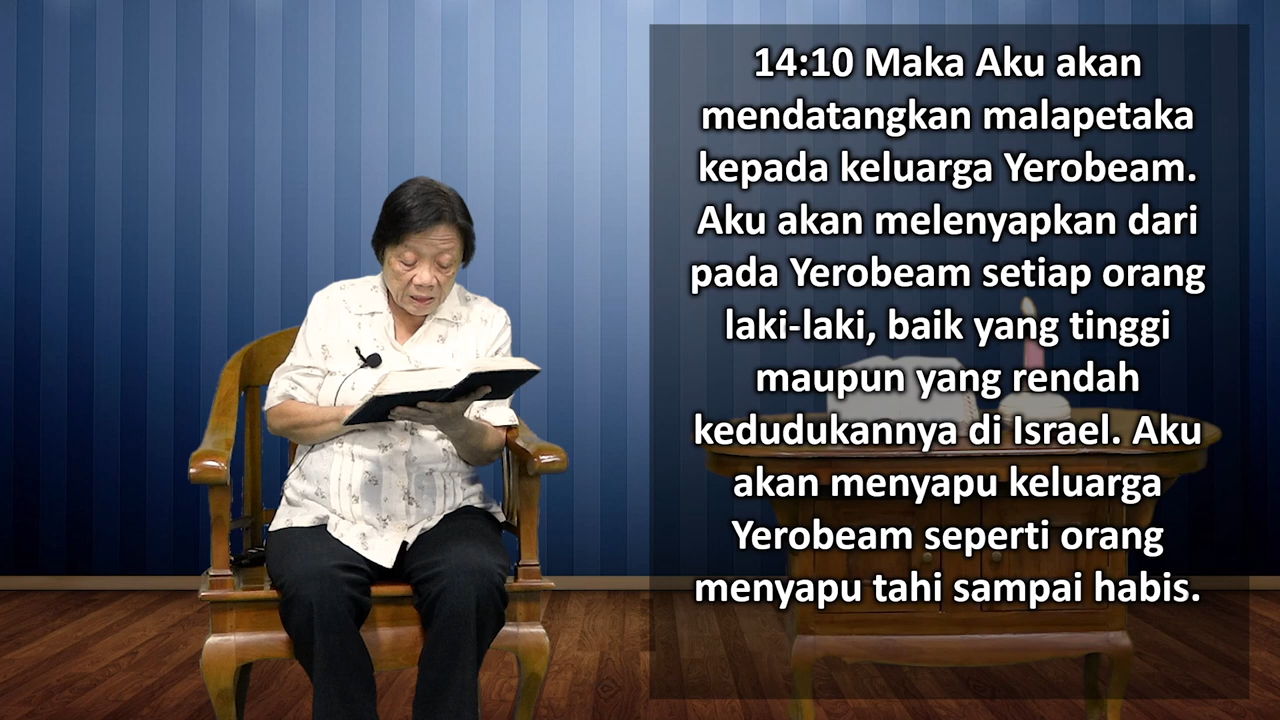 14:10 Maka Aku akan
mendatangkan malapetaka
kepada keluarga Yerobeam.
Aku akan melenyapkan dari
pada Yerobeam setiap orang
laki-laki, baik yang tinggi
maupun yang rendah
kedudukannya di Israel. Aku
akan menyapu keluarga
Yerobeam seperti orang
menyapu tahi sampai habis.